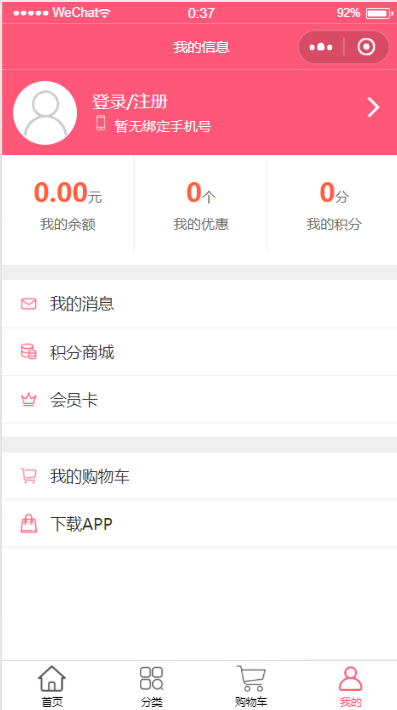 WeChat 0:37 92%
我的信息
登录/注册
暂无绑定手机号
0.00元 0个 0分
我的余额 我的优惠 我的积分
我的消息
积分商城
会员卡
我的购物车
下载APP
首页 分类 购物车 我的